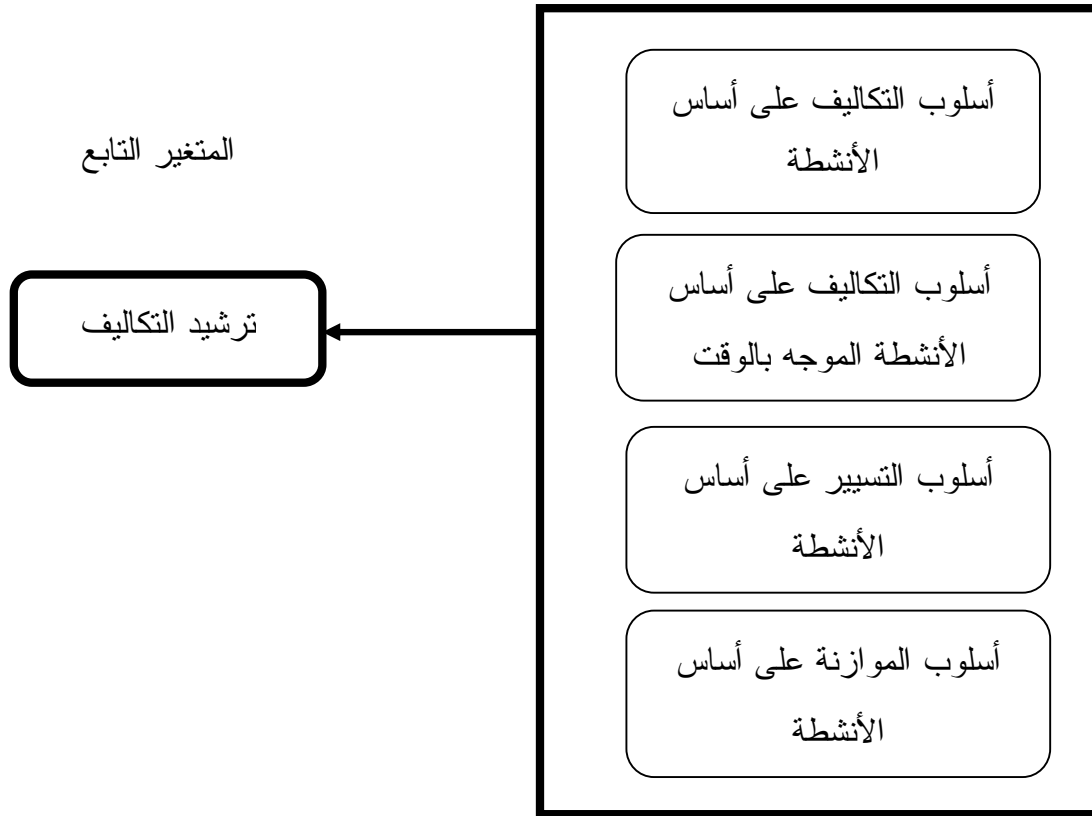 أسلوب التكاليف على أساس
الأنشطة
أسلوب التكاليف على أساس
الأنشطة الموجه بالوقت
أسلوب التسيير على أساس
الأنشطة
أسلوب الموازنة على أساس
الأنشطة
المتغير التابع
ترشيد التكاليف